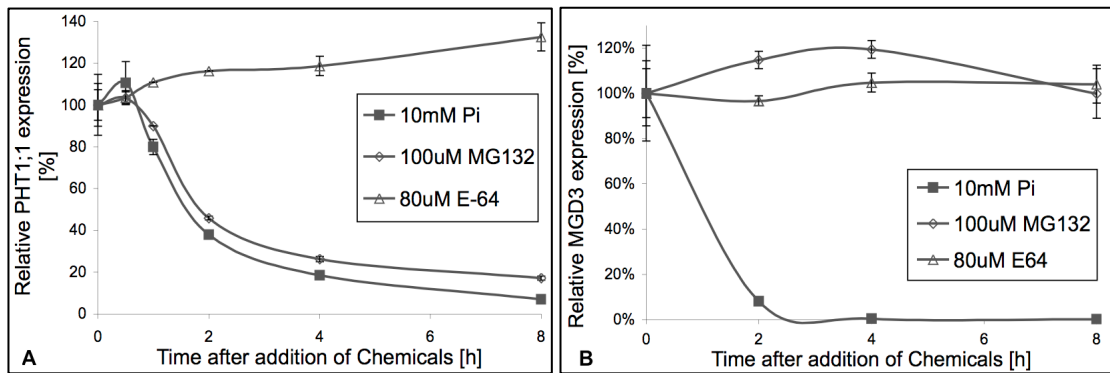 Relative PHT1;1 expression
[%]
140
120
100
80
60
40
20
0
10mM Pi
100uM MG132
80uM E-64
0
2
4
6
8
A
Time after addition of Chemicals [h]
Relative MGD3 expression [%]
120%
100%
80%
60%
40%
20%
0%
10mM Pi
100uM MG132
80uM E64
0
2
4
6
8
B
Time after addition of Chemicals [h]